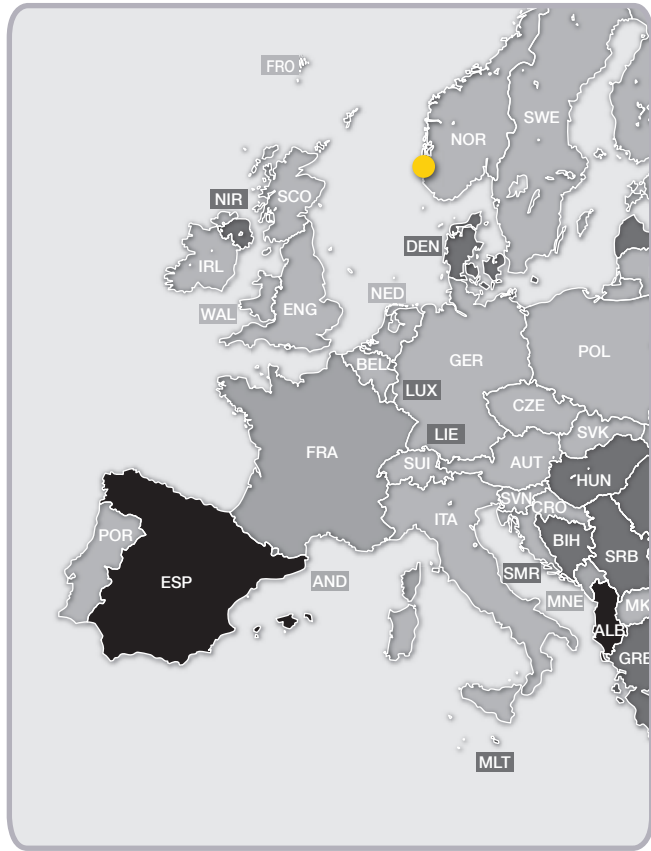 FRO
SWE
NOR
NIR
SCO
DEN
IRL
NED
WAL
ENG
POL
GER
BEL
LUX
CZE
LIE
SVK
FRA
SUI
AUT
HUN
SVN
CRO
ITA
POR
BIH
SRB
SMR
AND
ESP
MNE
MK
ALB
GRE
MLT